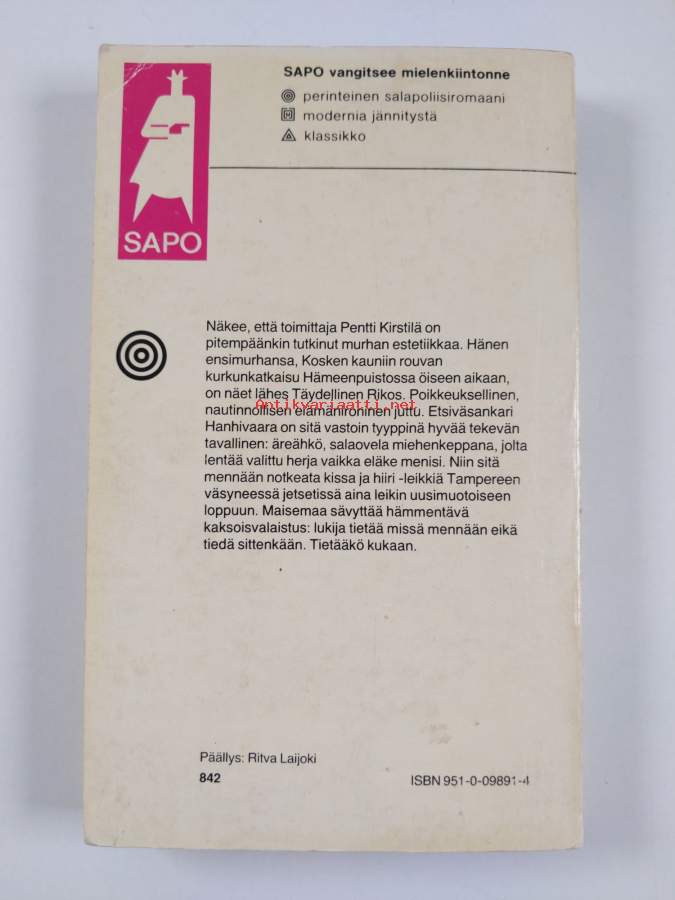 SAPO vangitsee mielenkiintonne
perinteinen salapoliisiromaani
modernia jännitystä
klassikko
SAPO
Näkee, että toimittaja Pentti Kirstilä on
pitempäänkin tutkinut murhan estetiikkaa. Hänen
ensimurhansa, Kosken kauniin rouvan
kurkunkatkaisu Hämeenpuistossa öiseen aikaan,
on näet lähes Täydellinen Rikos. Poikkeuksellinen,
Antikvariaatti.net
nautinnollisen elämänironinen juttu. Etsiväsankari
Hanhivaara on sitä vastoin tyyppinä hyvää tekevän
tavallinen: äreähkö, salaovela miehenkeppana, jolta
lentää valittu herja vaikka eläke menisi. Niin sitä
mennään notkeata kissa ja hiiri -leikkiä Tampereen
väsyneessä jetsetissä aina leikin uusimuotoiseen
loppuun. Maisemaa sävyttää hämmentävä
kaksoisvalaistus: lukija tietää missä mennään eikä
tiedä sittenkään. Tietääkö kukaan.
Päällys: Ritva Laijoki
842
ISBN 951-0-09891-4